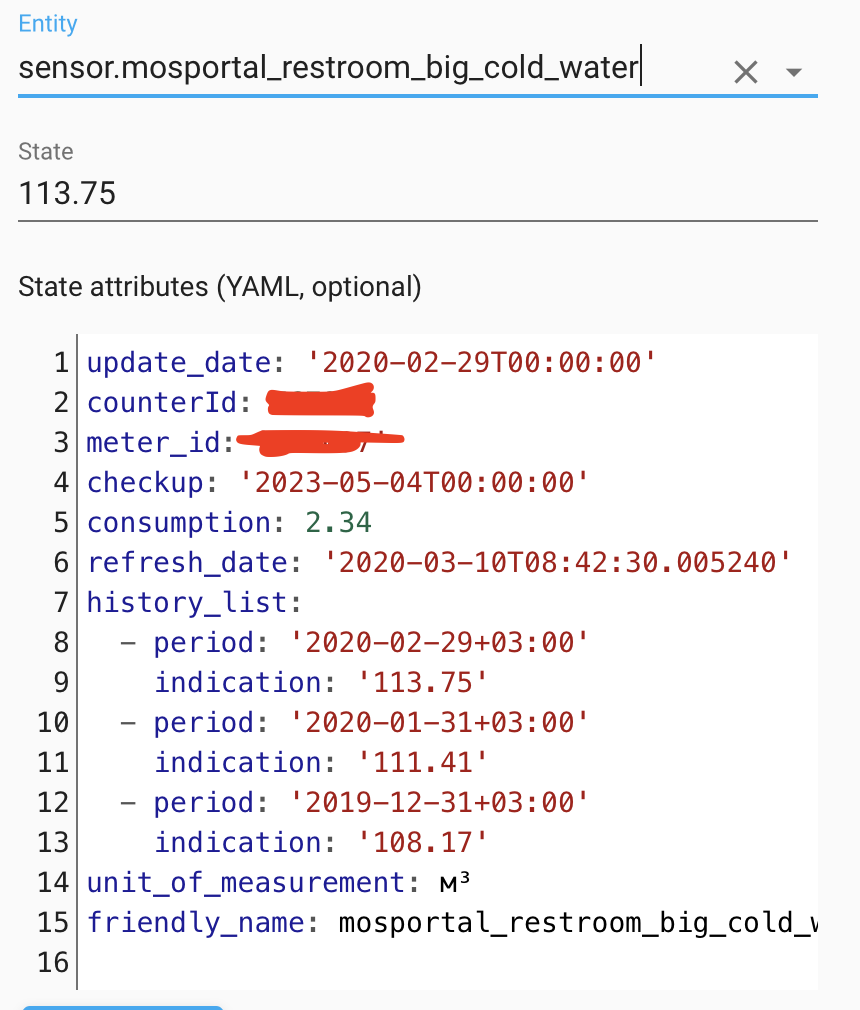 Entity
sensor.mosportal_restroom_big_cold_water
State
113.75
State attributes (YAML, optional)
1 update_date: '2020-02-29T00:00:00'
2 counterId:
3 meter_id: 7'
4 checkup: '2023-05-04T00:00:00'
5 consumption: 2.34
6 refresh_date: '2020-03-10T08:42:30.005240'
7 history_list:
8 - period: '2020-02-29+03:00'
9 indication: '113.75'
10 - period: '2020-01-31+03:00'
11 indication: '111.41'
12 - period: '2019-12-31+03:00'
13 indication: '108.17'
14 unit_of_measurement: м³
15 friendly_name: mosportal_restroom_big_cold_w
16